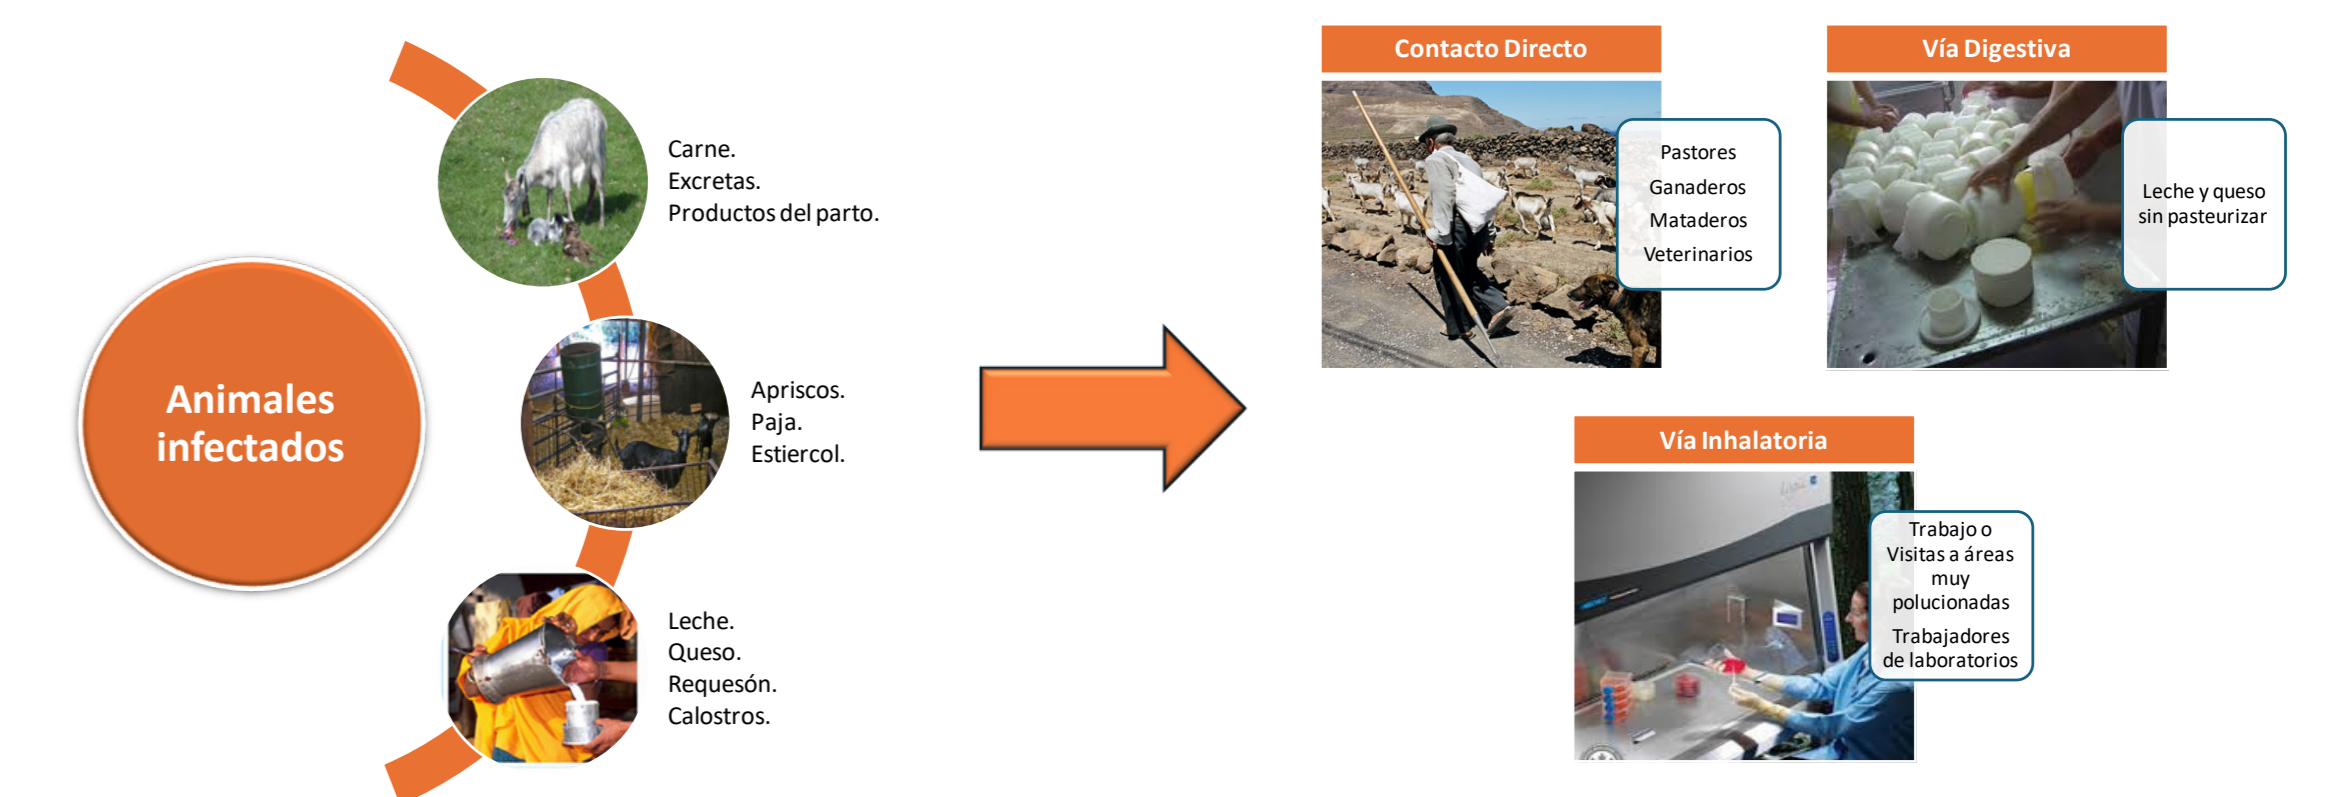 Animales
infectados
Carne.
Excretas.
Productos del parto.
Apriscos.
Paja.
Estiercol.
Leche.
Queso.
Requesón.
Calostros.
Contacto Directo
Pastores
Ganaderos
Mataderos
Veterinarios
Vía Digestiva
Leche y queso
sin pasteurizar
Vía Inhalatoria
Trabajo o
Visitas a áreas
muy
polucionadas
Trabajadores
de laboratorios